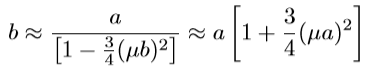 b ≈ a / [1 − 3/4(μb)²] ≈ a [1 + 3/4(μa)²]